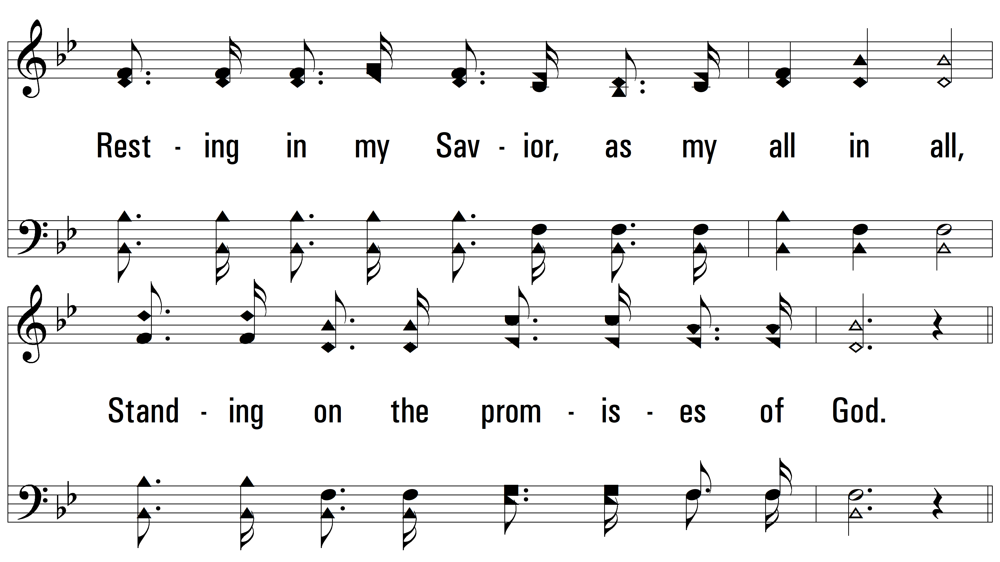 Rest - ing in my Sav - ior, as my all in all,
Stand - ing on the prom - is - es of God.